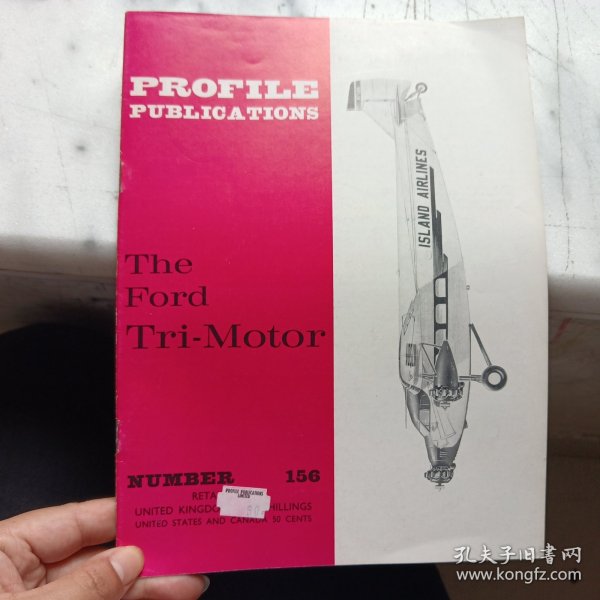 PROFILE
PUBLICATIONS
ISLAND AIRLINES
The
Ford
Tri-Motor
NUMBER 156
PROFILE PUBLICATIONS
LIMITED
RETA
UNITED KINGDO HILLINGS
UNITED STATES AND CANADA 50 CENTS
孔夫子旧书网
www.kongfz.com